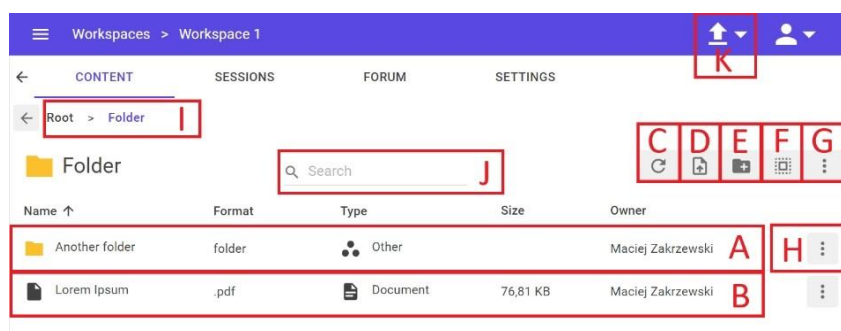 Workspaces > Workspace 1
K
CONTENT SESSIONS FORUM SETTINGS
Root > Folder I
C D E F G
Folder Search J
Name Format Type Size Owner
Another folder folder Other Maciej Zakrzewski A H
Lorem Ipsum .pdf Document 76,81 KB Maciej Zakrzewski B